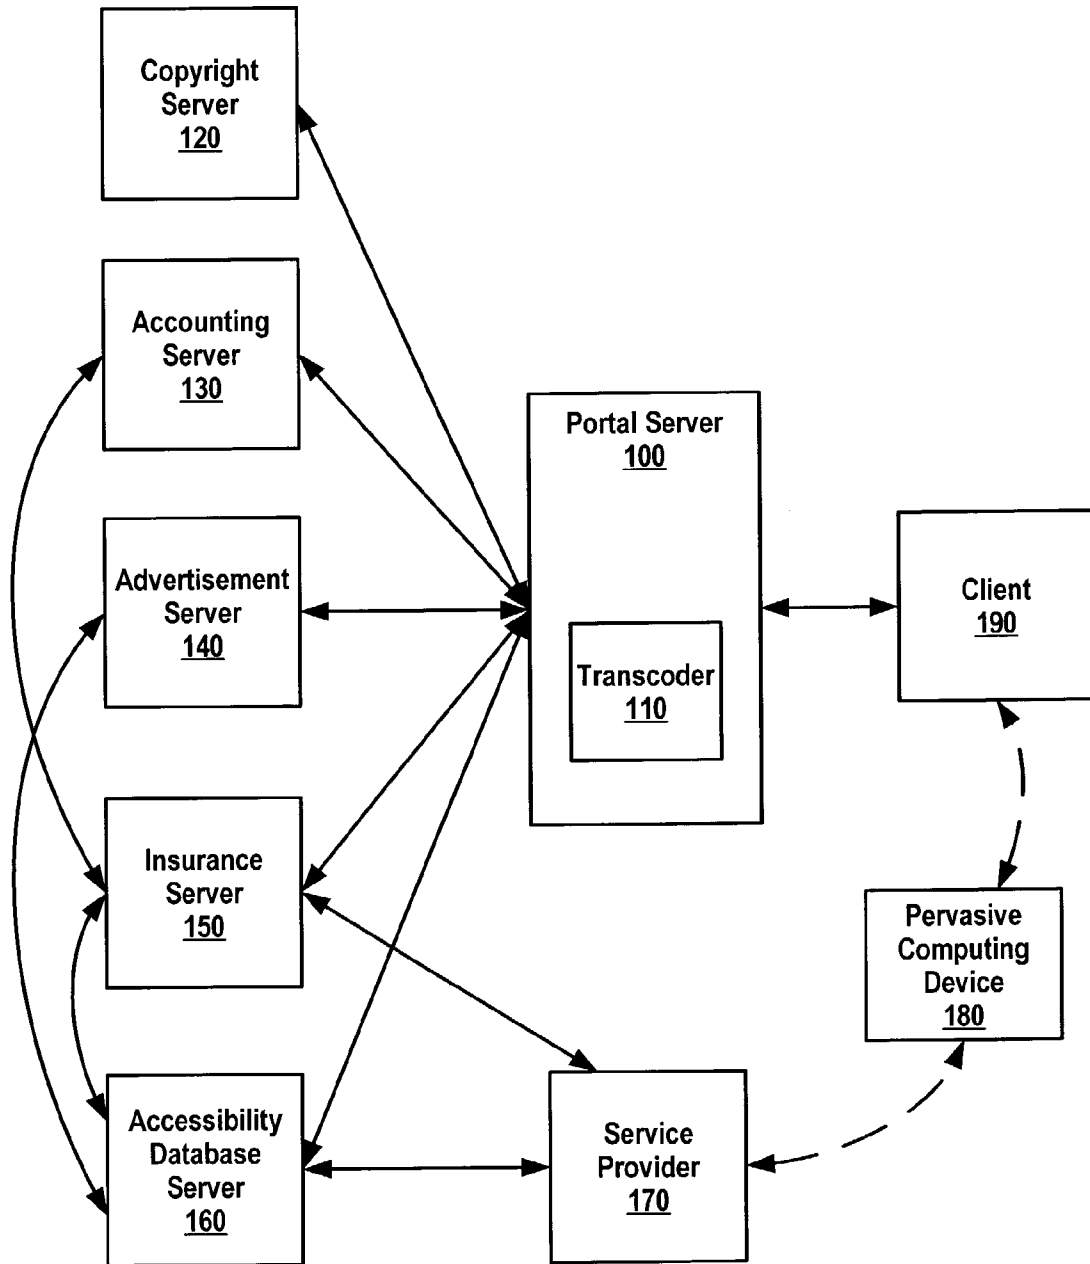 Copyright
Server
120
Accounting
Server
130
Portal Server
100
Advertisement
Server
140
Client
190
Transcoder
110
Insurance
Server
150
Pervasive
Computing
Device
180
Accessibility
Database
Server
160
Service
Provider
170